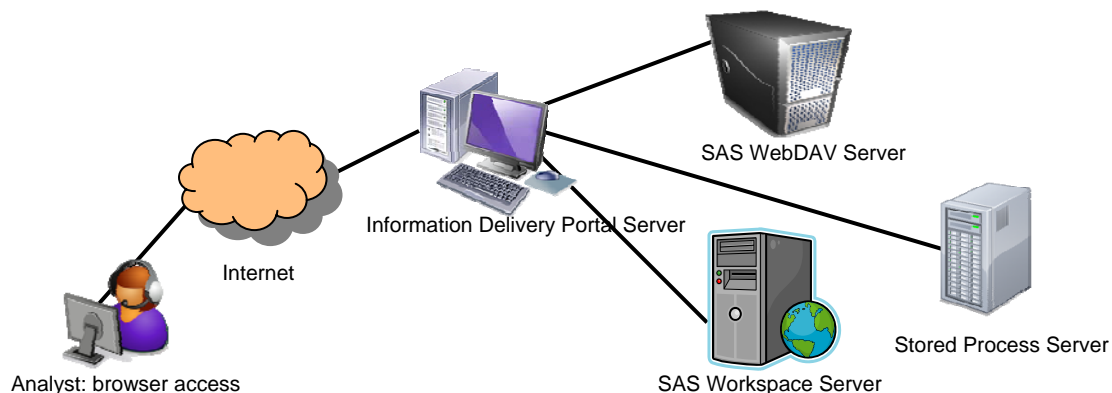 SAS WebDAV Server
Information Delivery Portal Server
Internet
Stored Process Server
Analyst: browser access
SAS Workspace Server